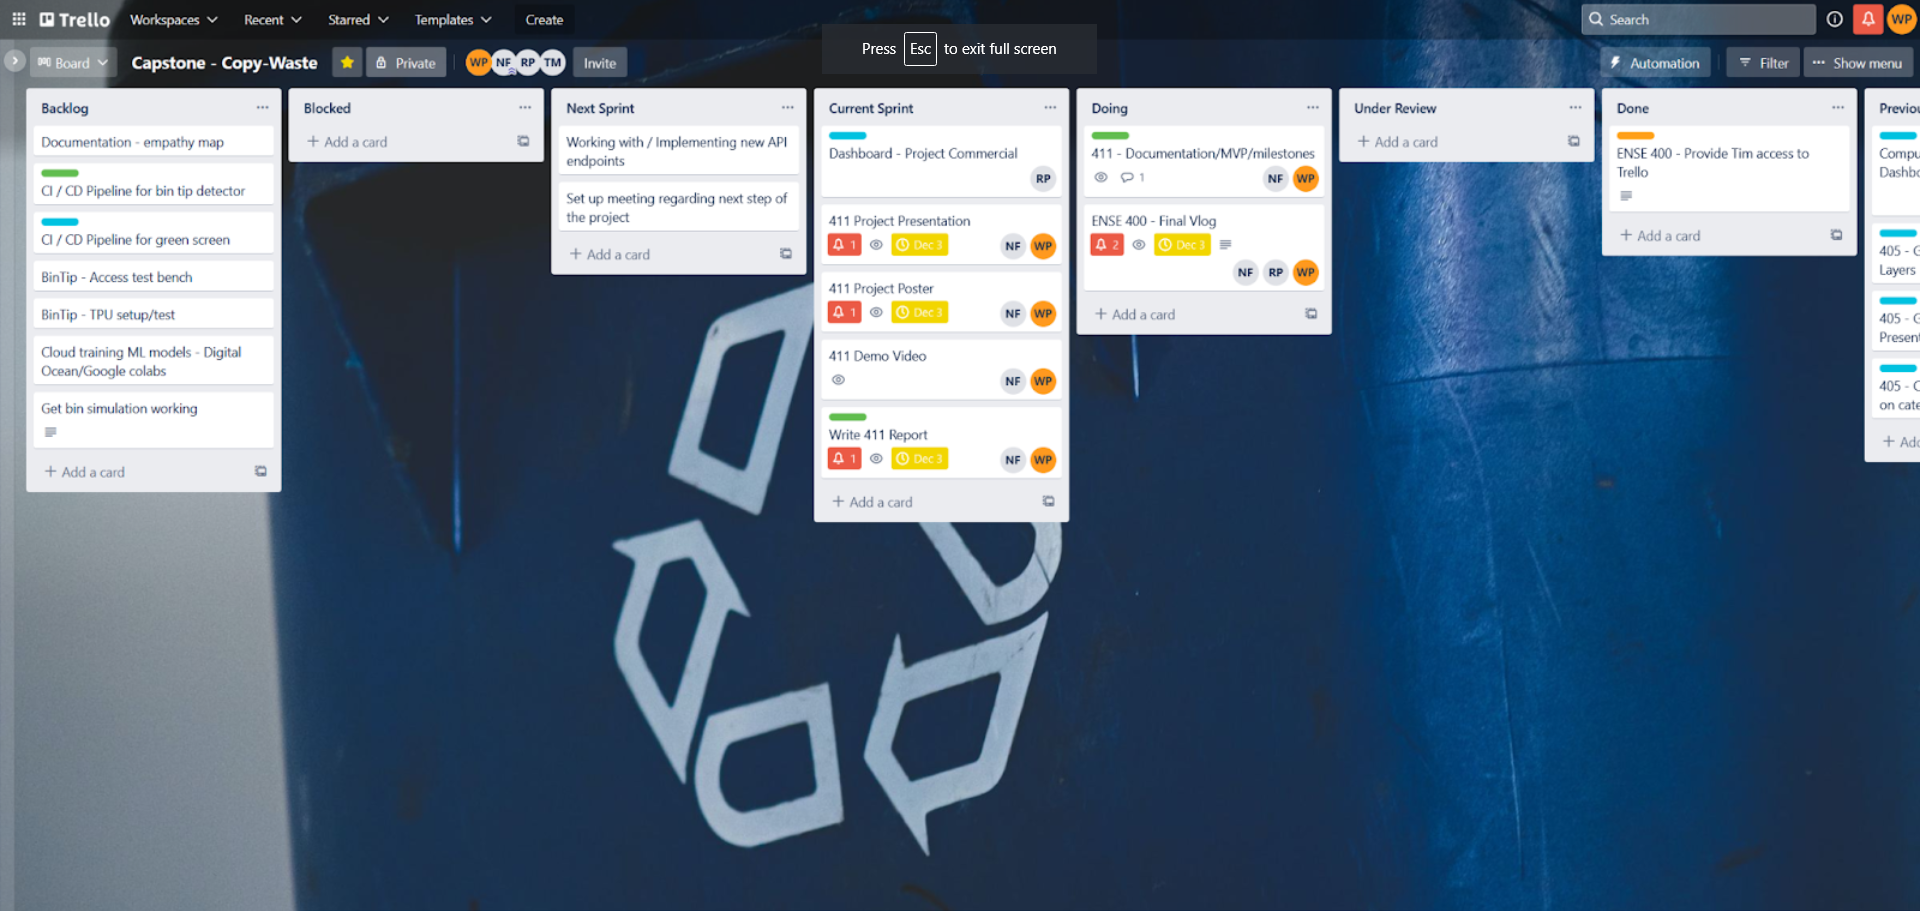 Trello Workspaces Recent Starred Templates Create
Search
WP
Press Esc to exit full screen
Board Capstone - Copy-Waste Private WP NF RP TM Invite
Automation Filter Show menu
Backlog
Documentation - empathy map
CI / CD Pipeline for bin tip detector
CI / CD Pipeline for green screen
BinTip - Access test bench
BinTip - TPU setup/test
Cloud training ML models - Digital
Ocean/Google colabs
Get bin simulation working
+ Add a card
Blocked
+ Add a card
Next Sprint
Working with / Implementing new API
endpoints
Set up meeting regarding next step of
the project
+ Add a card
Current Sprint
Dashboard - Project Commercial
RP
411 Project Presentation
1 Dec 3 NF WP
411 Project Poster
1 Dec 3 NF WP
411 Demo Video
NF WP
Write 411 Report
1 Dec 3 NF WP
+ Add a card
Doing
411 - Documentation/MVP/milestones
1 NF WP
ENSE 400 - Final Vlog
2 Dec 3
NF RP WP
+ Add a card
Under Review
+ Add a card
Done
ENSE 400 - Provide Tim access to
Trello
+ Add a card
Previou
Compu
Dashbo
405 - G
Layers
405 - G
Present
405 - C
on cate
+ Add